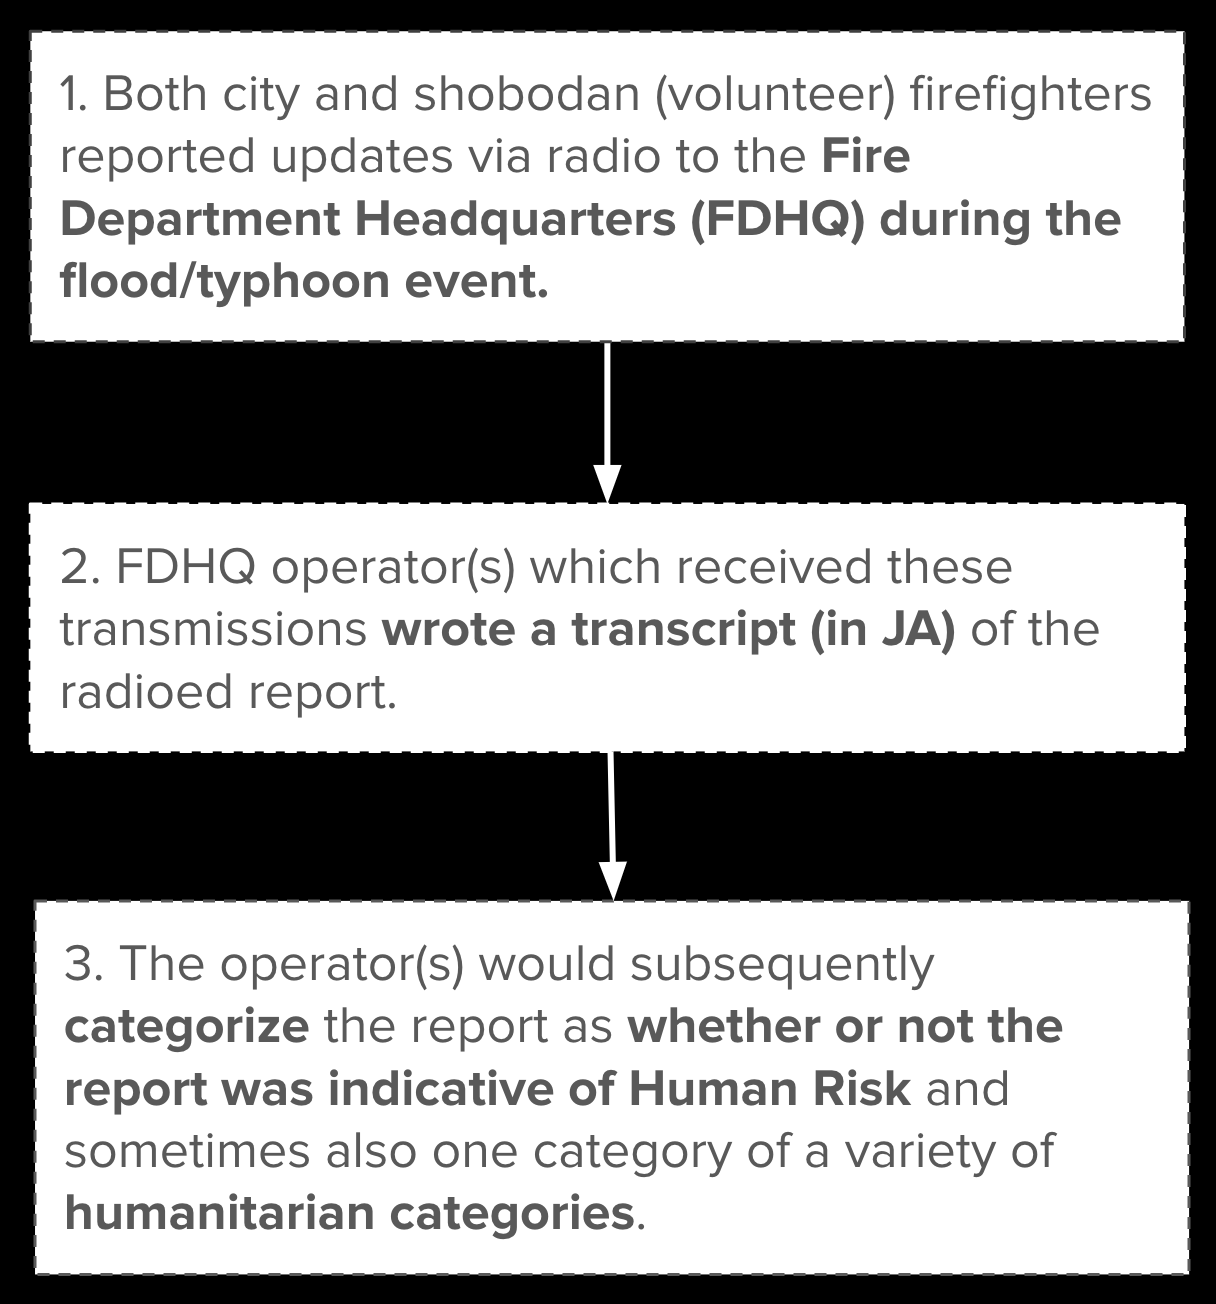 1. Both city and shobodan (volunteer) firefighters
reported updates via radio to the Fire
Department Headquarters (FDHQ) during the
flood/typhoon event.
2. FDHQ operator(s) which received these
transmissions wrote a transcript (in JA) of the
radioed report.
3. The operator(s) would subsequently
categorize the report as whether or not the
report was indicative of Human Risk and
sometimes also one category of a variety of
humanitarian categories.